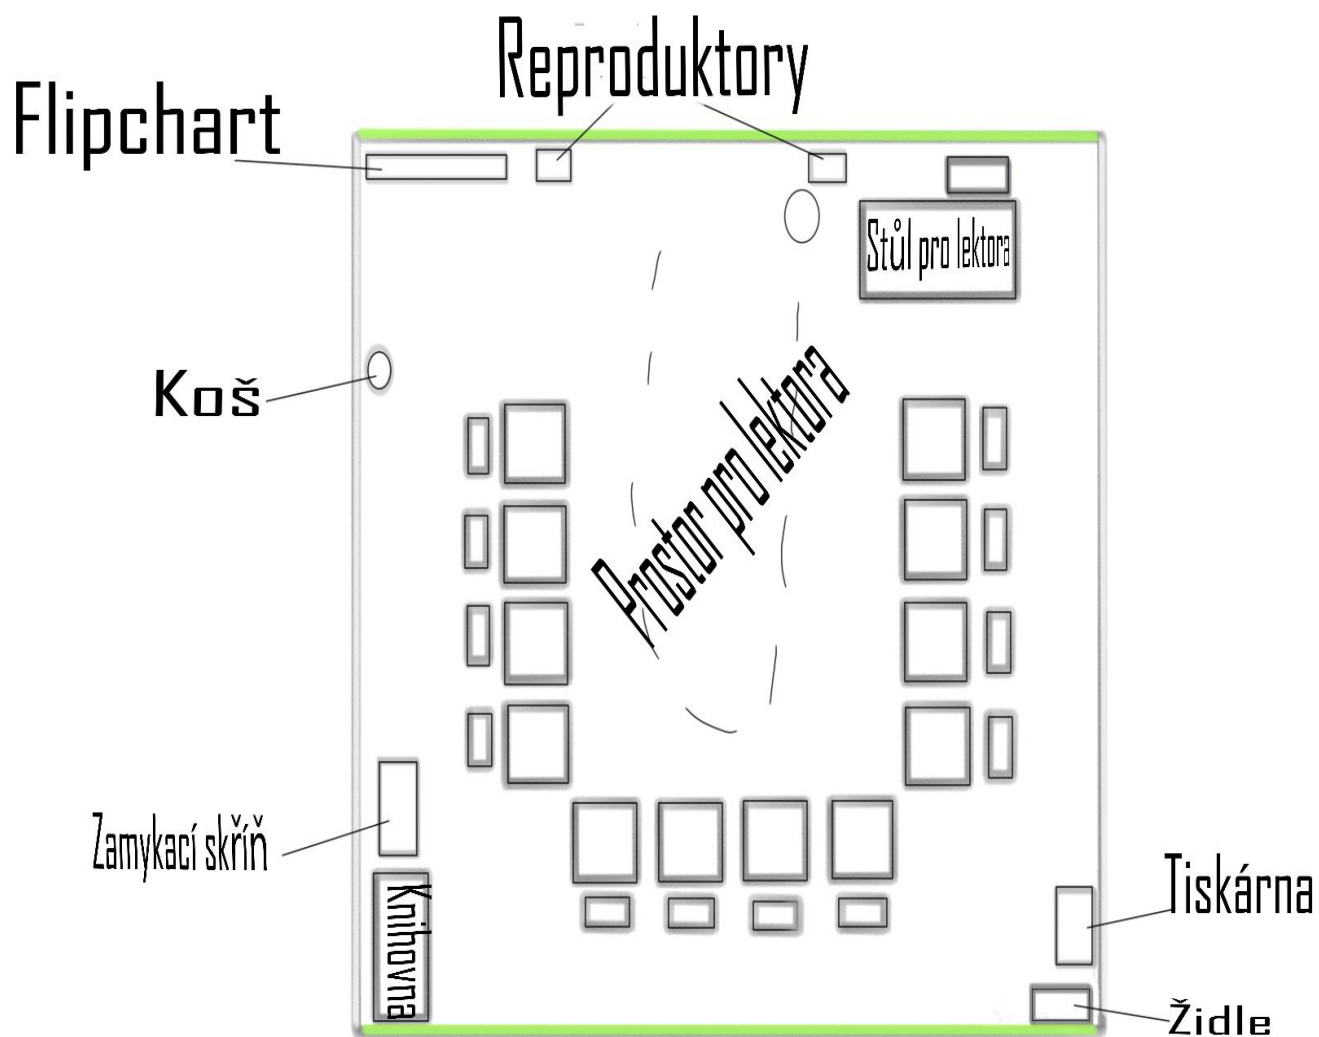 Reproduktory
Flipchart
Stůl pro lektora
Koš
Prostor pro lektora
Zamykací skříň
Knihovna
Tiskárna
Židle